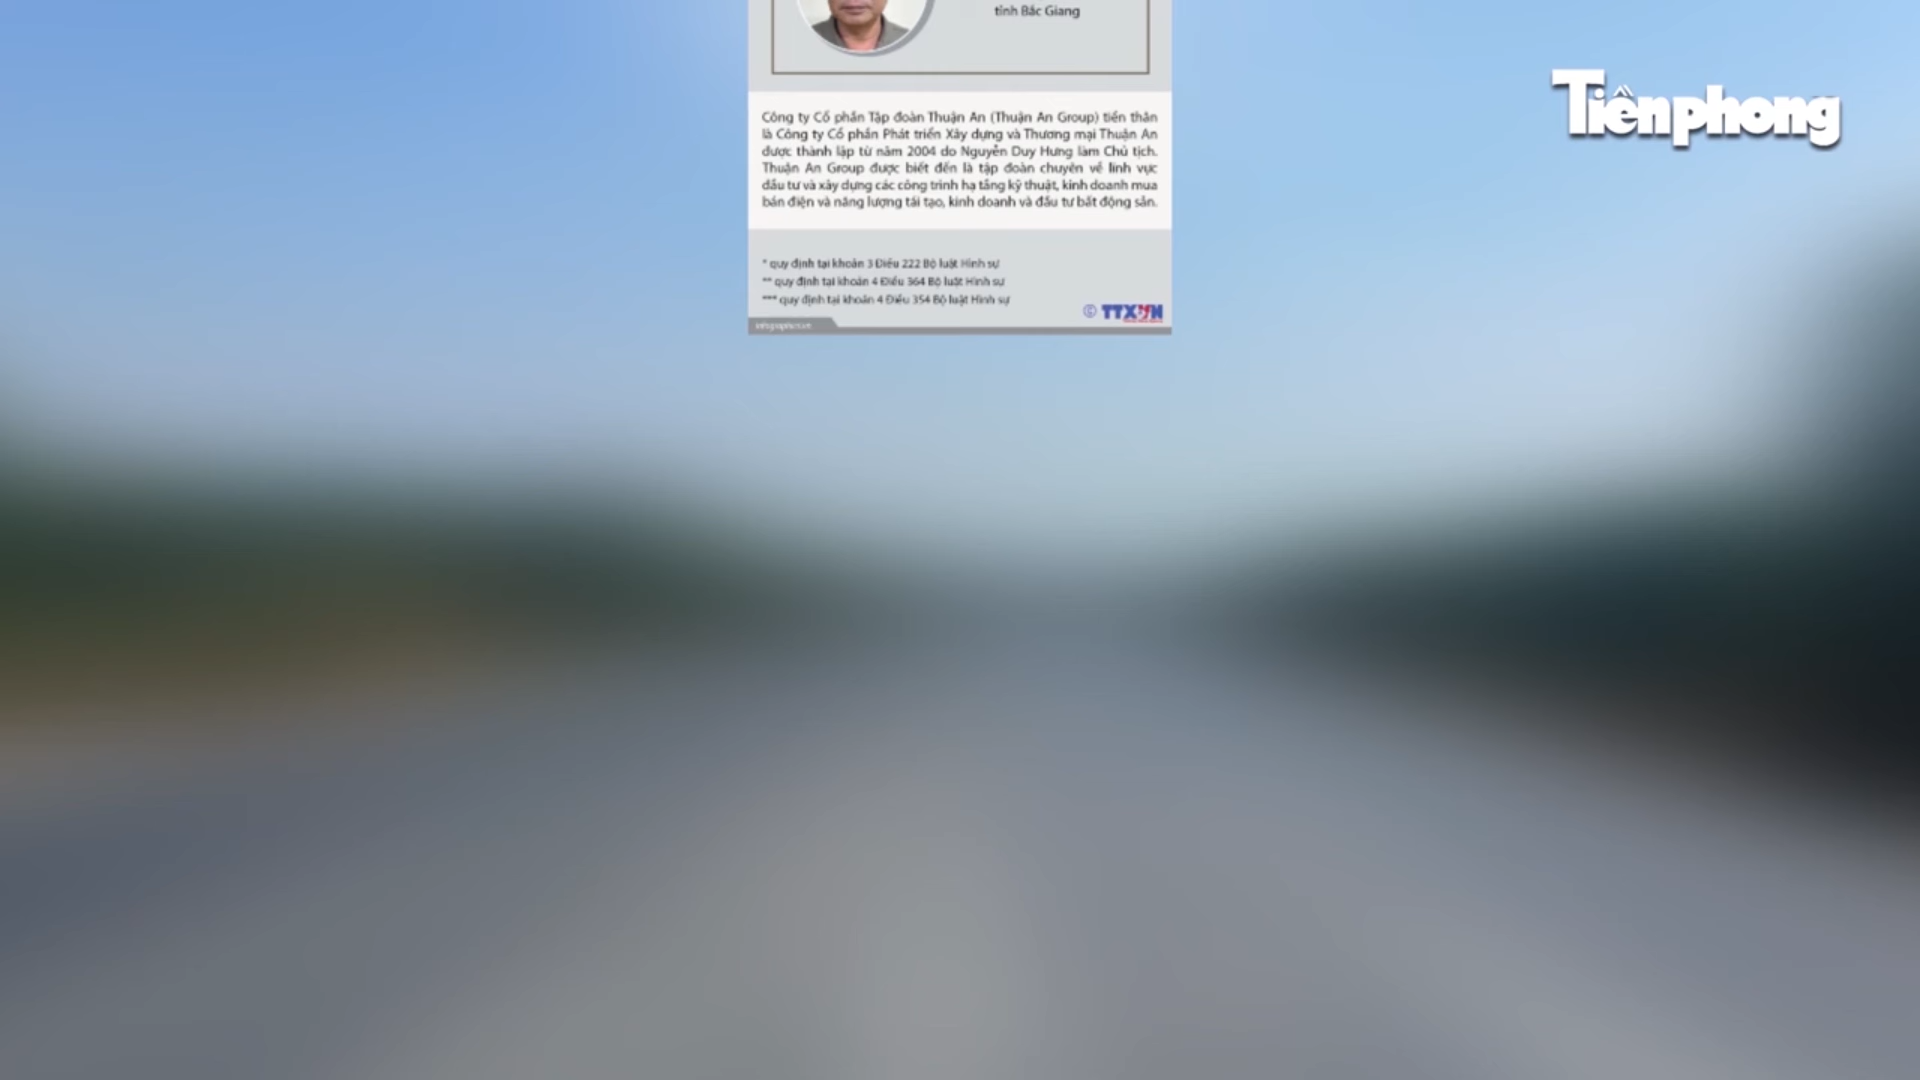 tỉnh Bắc Giang
Tiền phong
Công ty Cổ phần Tập đoàn Thuận An (Thuận An Group) tiền thân
là Công ty Cổ phần Phát triển Xây dựng và Thương mại Thuận An
được thành lập từ năm 2004 do Nguyễn Duy Hưng làm Chủ tịch.
Thuận An Group được biết đến là tập đoàn chuyên về lĩnh vực
đầu tư và xây dựng các công trình hạ tầng kỹ thuật, kinh doanh mua
bán điện và năng lượng tái tạo, kinh doanh và đầu tư bất động sản.
* quy định tại khoản 3 Điều 222 Bộ luật Hình sự
** quy định tại khoản 4 Điều 364 Bộ luật Hình sự
*** quy định tại khoản 4 Điều 354 Bộ luật Hình sự
© TTXVN